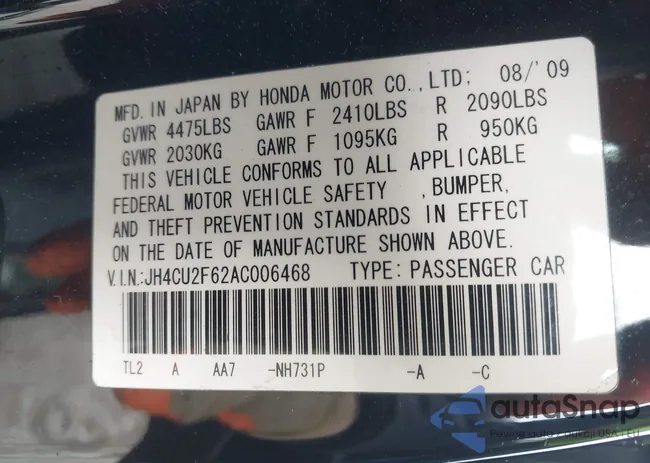 MFD. IN JAPAN BY HONDA MOTOR CO.,LTD: 08/'09
GVWR 4475LBS GAWR F 2410LBS R 2090LBS
GVWR 2030KG GAWR F 1095KG R 950KG
THIS VEHICLE CONFORMS TO ALL APPLICABLE
FEDERAL MOTOR VEHICLE SAFETY ,BUMPER,
AND THEFT PREVENTION STANDARDS IN EFFECT
ON THE DATE OF MANUFACTURE SHOWN ABOVE.
V.I.N.:JH4CU2F62AC006468 TYPE: PASSENGER CAR
TL2 A AA7 -NH731P -A -C
autoSnap